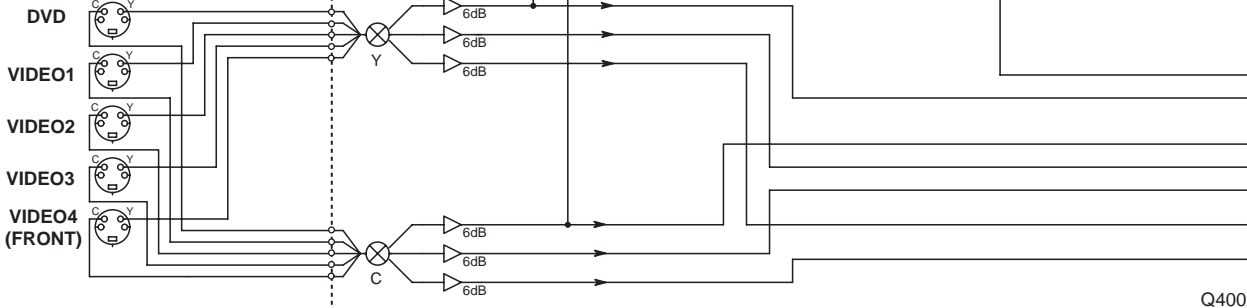 C Y
DVD
6dB
6dB
Y
6dB
C Y
VIDEO1
C Y
VIDEO2
C Y
VIDEO3
C Y
VIDEO4
(FRONT)
6dB
6dB
C
6dB
Q400